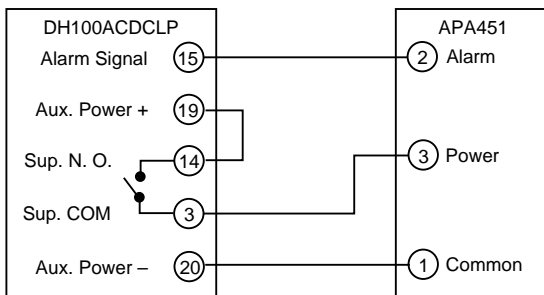 DH100ACDCLP
APA451
Alarm Signal 15
2 Alarm
Aux. Power + 19
Sup. N. O. 14
3 Power
Sup. COM 3
Aux. Power – 20
1 Common